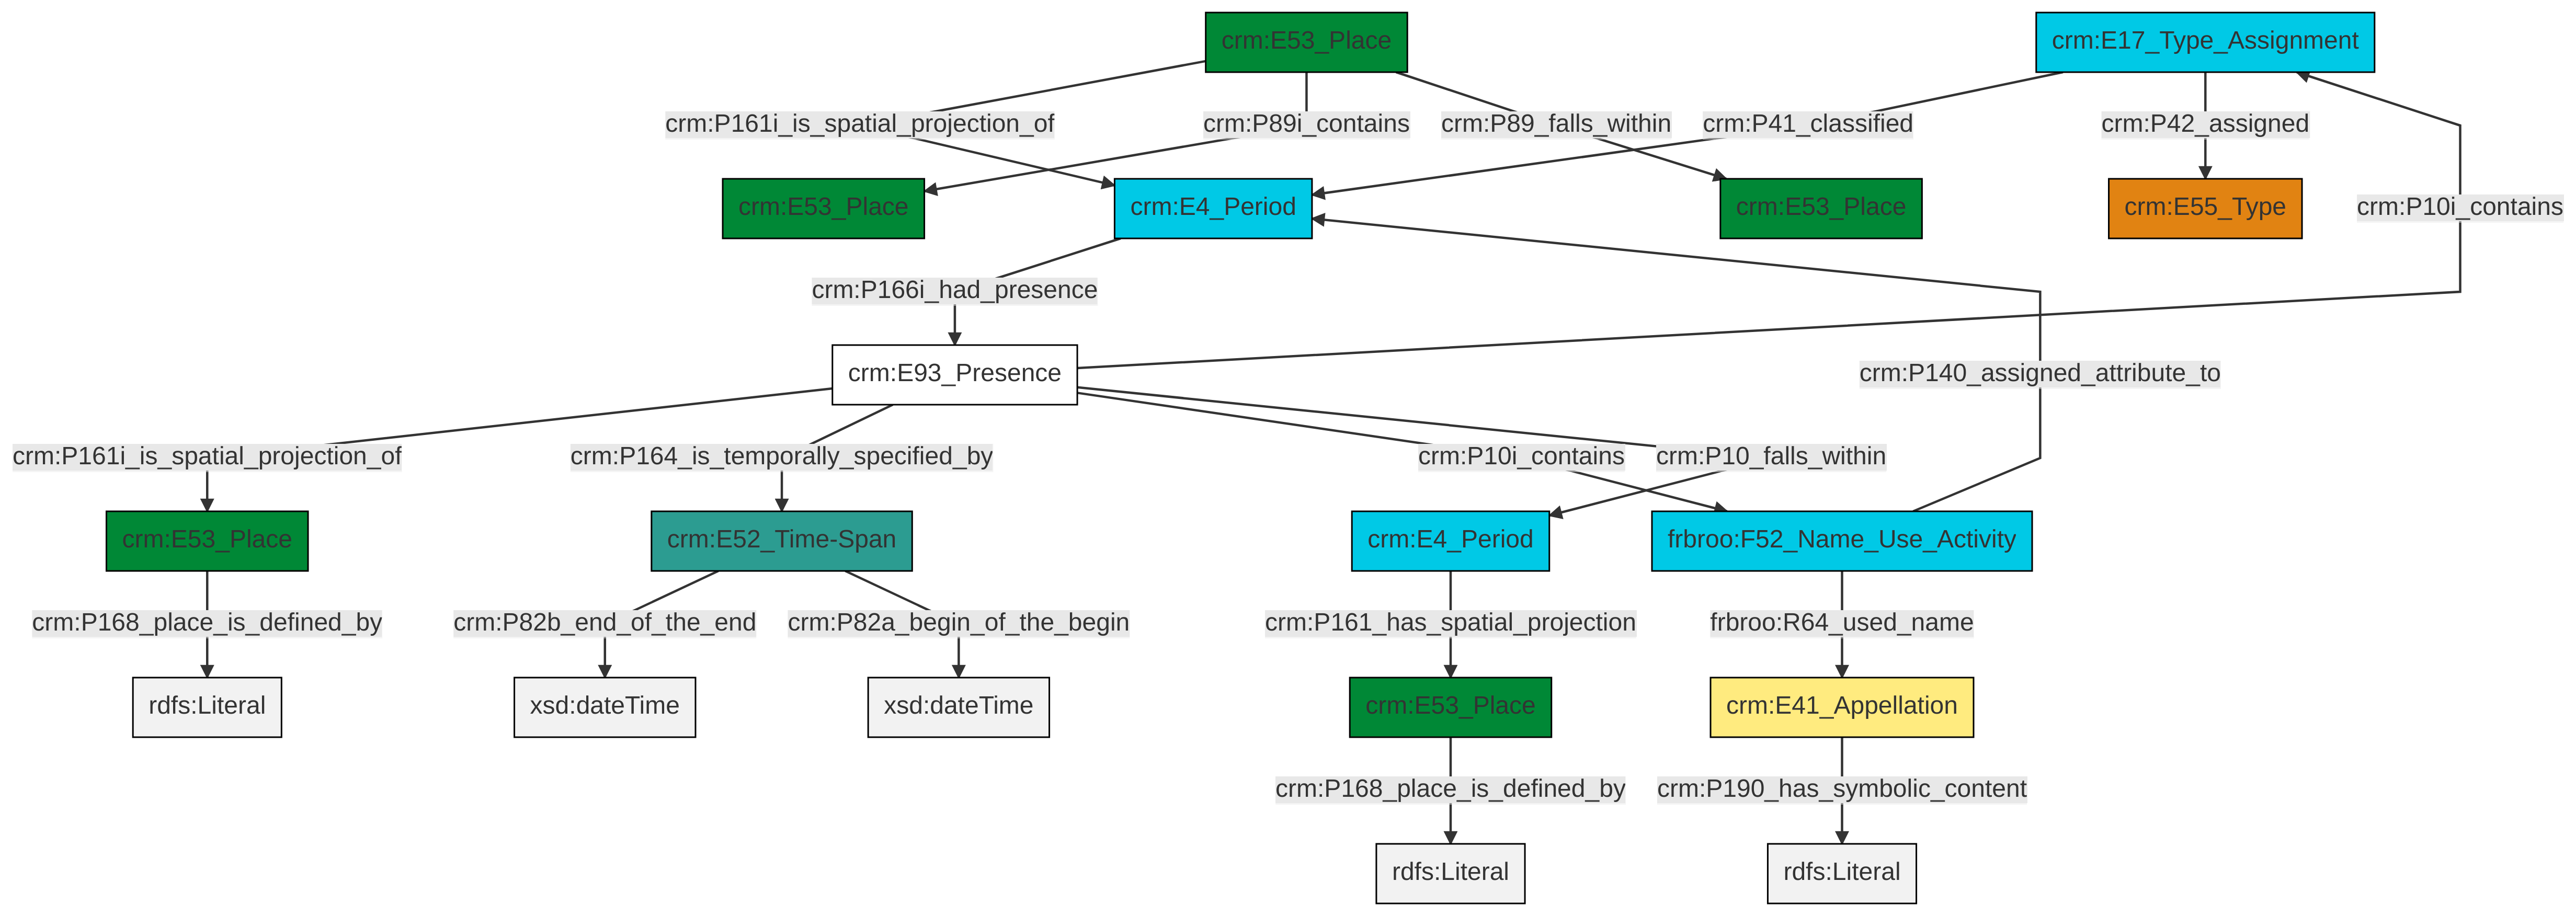 crm:E53_Place
crm:E17_Type_Assignment
crm:P161i_is_spatial_projection_of
crm:P89i_contains
crm:P89_falls_within
crm:P41_classified
crm:P42_assigned
crm:E53_Place
crm:E4_Period
crm:E53_Place
crm:E55_Type
crm:P10i_contains
crm:P166i_had_presence
crm:E93_Presence
crm:P140_assigned_attribute_to
crm:P161i_is_spatial_projection_of
crm:P164_is_temporally_specified_by
crm:P10i_contains
crm:P10_falls_within
crm:E53_Place
crm:E52_Time-Span
crm:E4_Period
frbroo:F52_Name_Use_Activity
crm:P168_place_is_defined_by
crm:P82b_end_of_the_end
crm:P82a_begin_of_the_begin
crm:P161_has_spatial_projection
frbroo:R64_used_name
rdfs:Literal
xsd:dateTime
xsd:dateTime
crm:E53_Place
crm:E41_Appellation
crm:P168_place_is_defined_by
crm:P190_has_symbolic_content
rdfs:Literal
rdfs:Literal